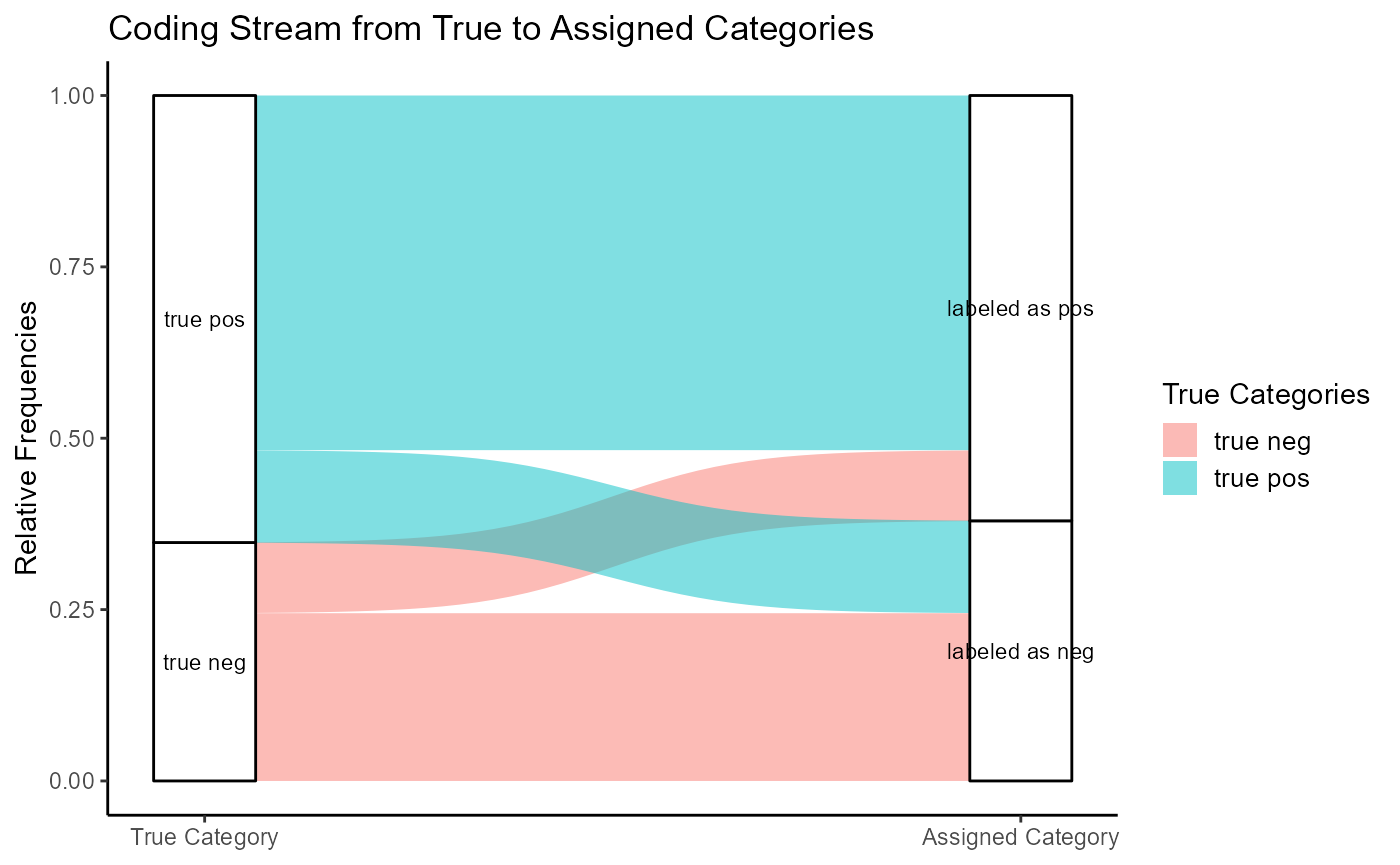 Coding Stream from True to Assigned Categories
Relative Frequencies
1.00
0.75
0.50
0.25
0.00
true pos
true neg
labeled as pos
labeled as neg
True Category
Assigned Category
True Categories
true neg
true pos